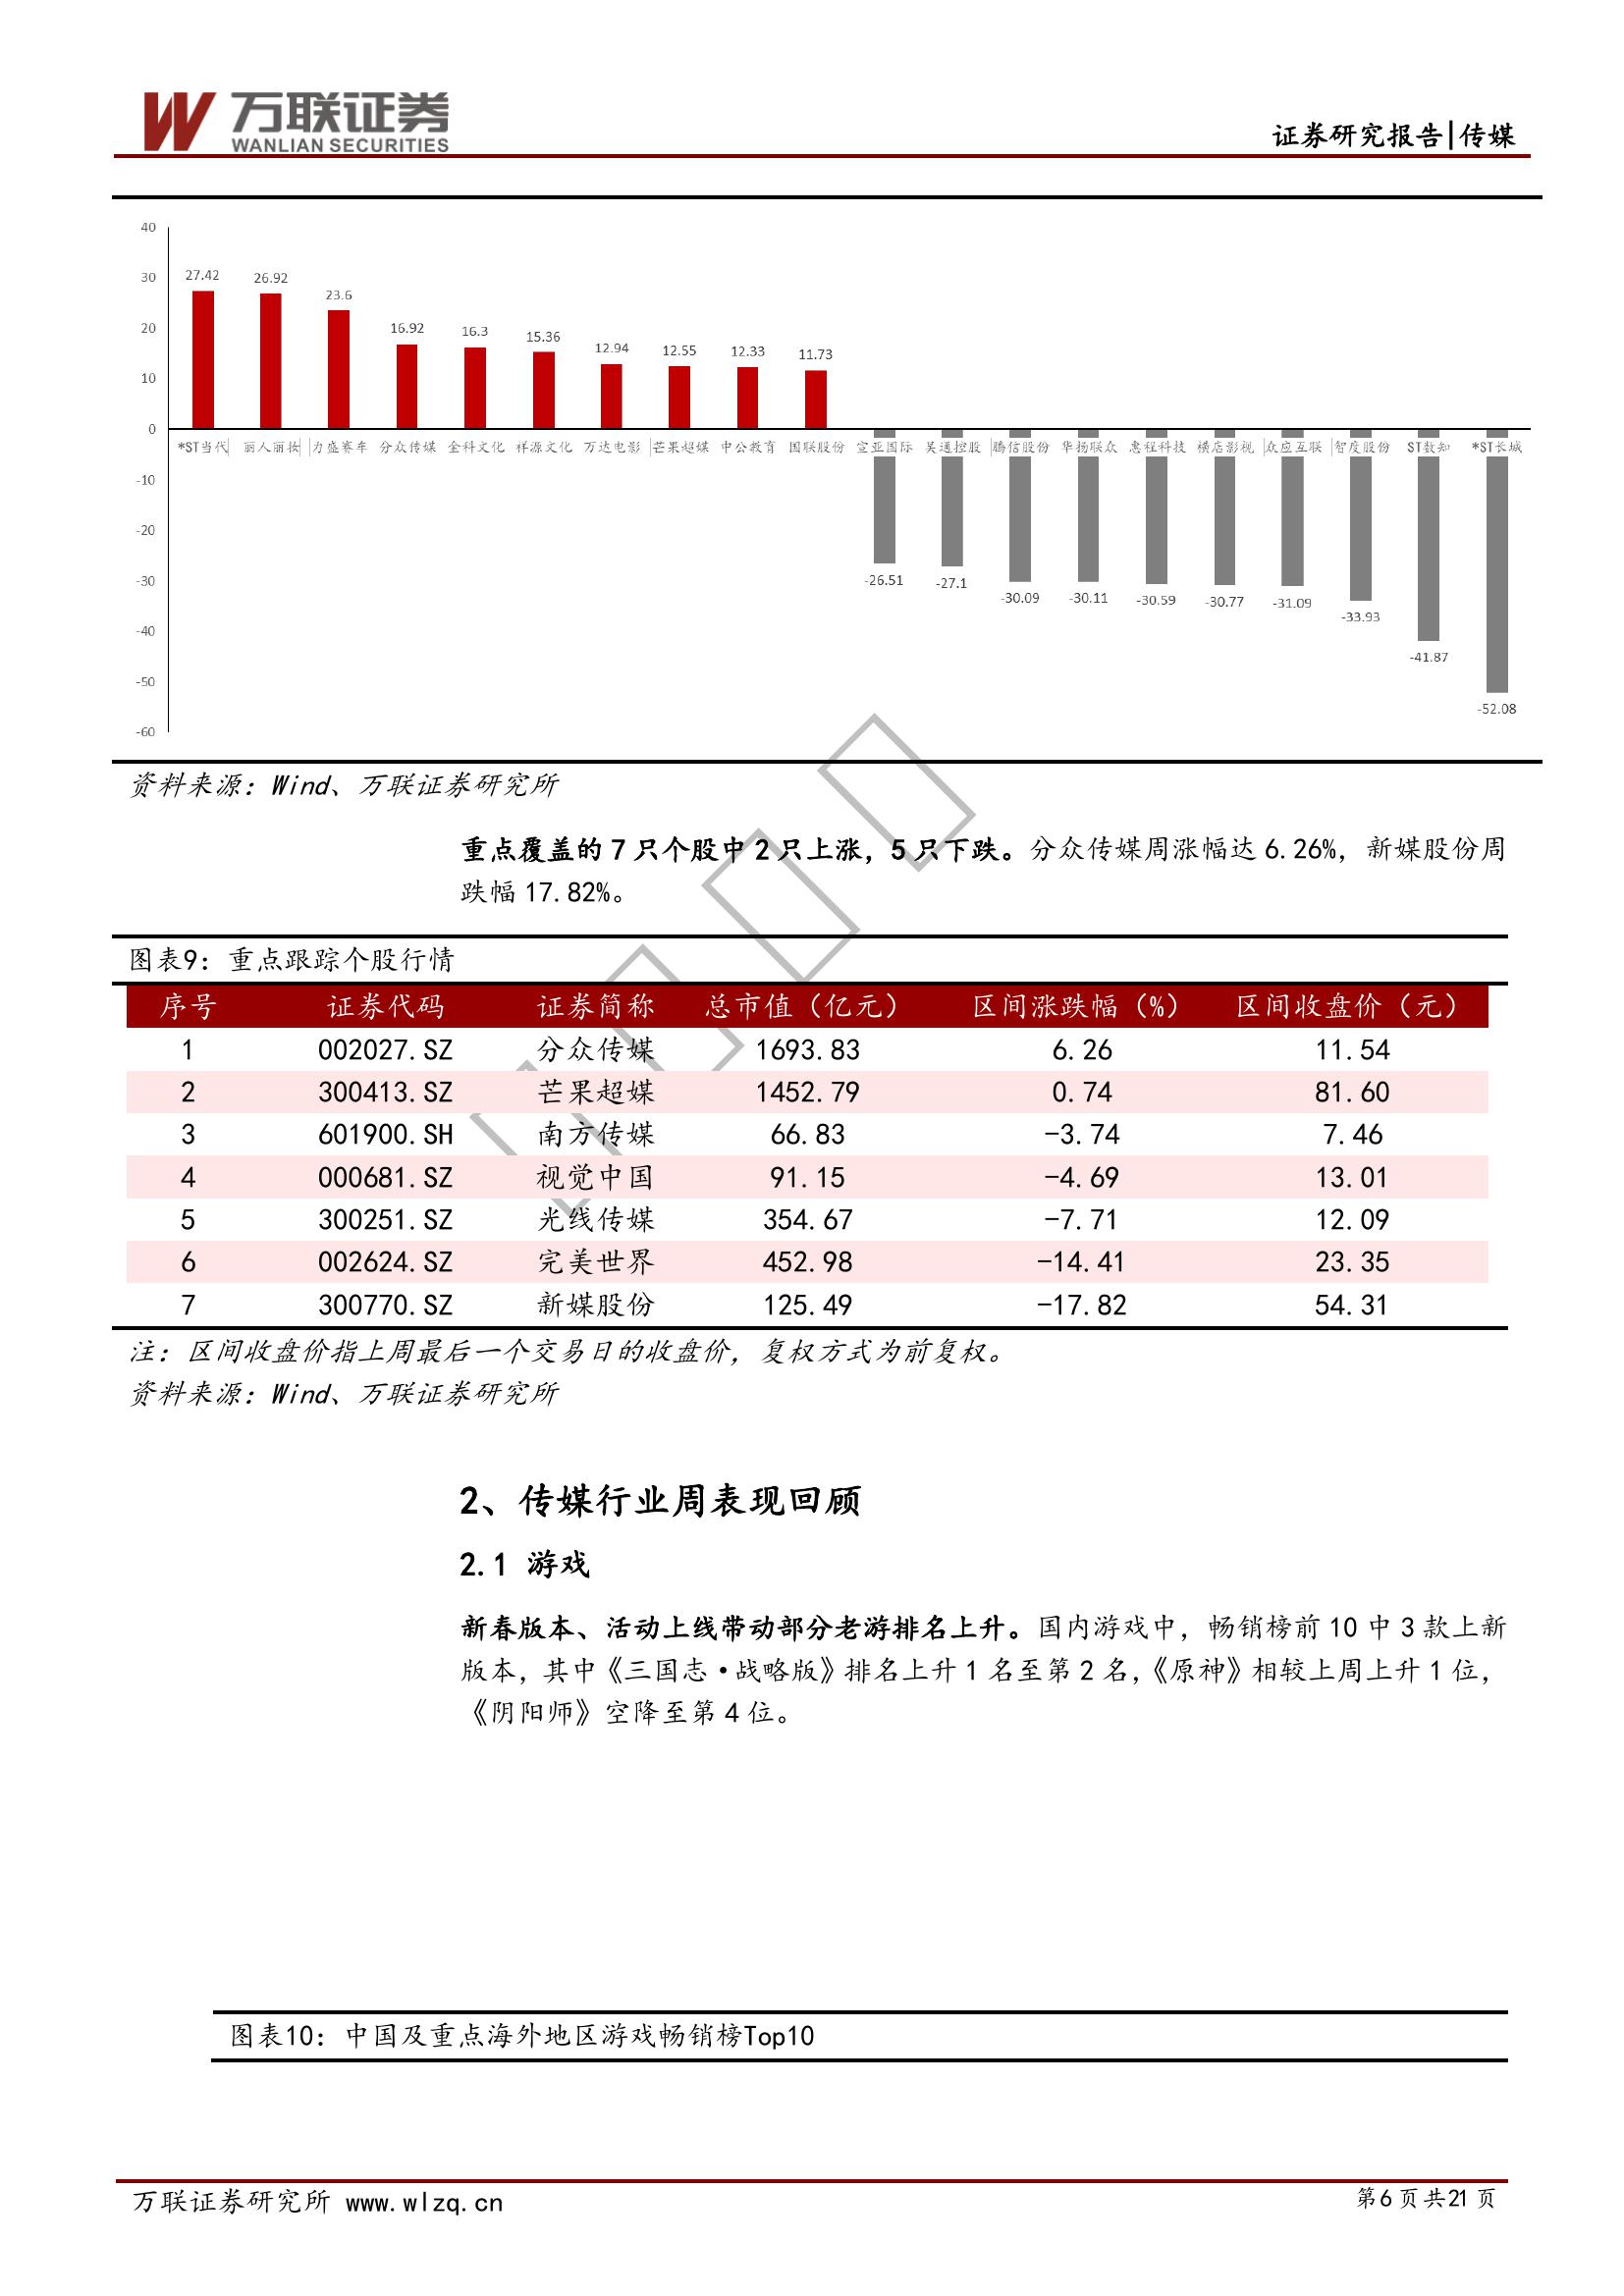 万联证券
WANLIAN SECURITIES
证券研究报告|传媒
40
30
20
10
0
-10
-20
-30
-40
-50
-60
27.42 26.92 23.6 16.92 16.3 15.36 12.94 12.55 12.33 11.73
*ST当代 丽人丽妆 力盛赛车 分众传媒 金科文化 祥源文化 万达电影 芒果超媒 中公教育 国联股份 宣亚国际 吴通控股 腾信股份 华扬联众 惠程科技 横店影视 众应互联 智度股份 ST数知 *ST长城
-26.51 -27.1 -30.09 -30.11 -30.59 -30.77 -31.09 -33.93 -41.87 -52.08
资料来源：Wind、万联证券研究所
重点覆盖的 7 只个股中 2 只上涨，5 只下跌。分众传媒周涨幅达 6.26%，新媒股份周
跌幅 17.82%。
图表9：重点跟踪个股行情
序号 证券代码 证券简称 总市值（亿元） 区间涨跌幅（%） 区间收盘价（元）
1 002027.SZ 分众传媒 1693.83 6.26 11.54
2 300413.SZ 芒果超媒 1452.79 0.74 81.60
3 601900.SH 南方传媒 66.83 -3.74 7.46
4 000681.SZ 视觉中国 91.15 -4.69 13.01
5 300251.SZ 光线传媒 354.67 -7.71 12.09
6 002624.SZ 完美世界 452.98 -14.41 23.35
7 300770.SZ 新媒股份 125.49 -17.82 54.31
注：区间收盘价指上周最后一个交易日的收盘价，复权方式为前复权。
资料来源：Wind、万联证券研究所
2、传媒行业周表现回顾
2.1 游戏
新春版本、活动上线带动部分老游排名上升。国内游戏中，畅销榜前 10 中 3 款上新
版本，其中《三国志·战略版》排名上升 1 名至第 2 名，《原神》相较上周上升 1 位，
《阴阳师》空降至第 4 位。
图表10：中国及重点海外地区游戏畅销榜Top10
万联证券研究所 www.wlzq.cn
第 6 页 共 21 页